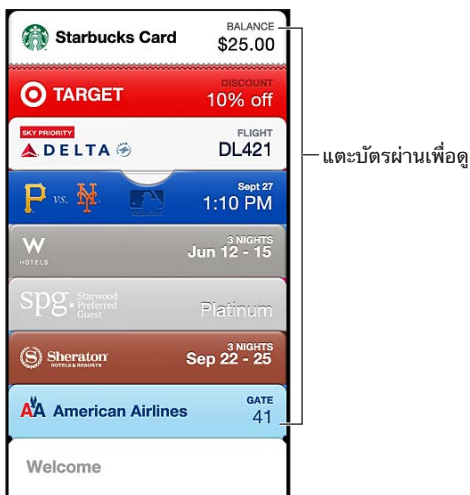 Starbucks Card
BALANCE
$25.00
TARGET
DISCOUNT
10% off
SKY PRIORITY
DELTA
FLIGHT
DL421
แตะบัตรผ่านเพื่อดู
P vs. NY
Sept 27
1:10 PM
W
HOTELS
3 NIGHTS
Jun 12 - 15
spg. Starwood
Preferred
Guest
Platinum
S Sheraton
HOTELS & RESORTS
3 NIGHTS
Sep 22 - 25
AA American Airlines
GATE
41
Welcome